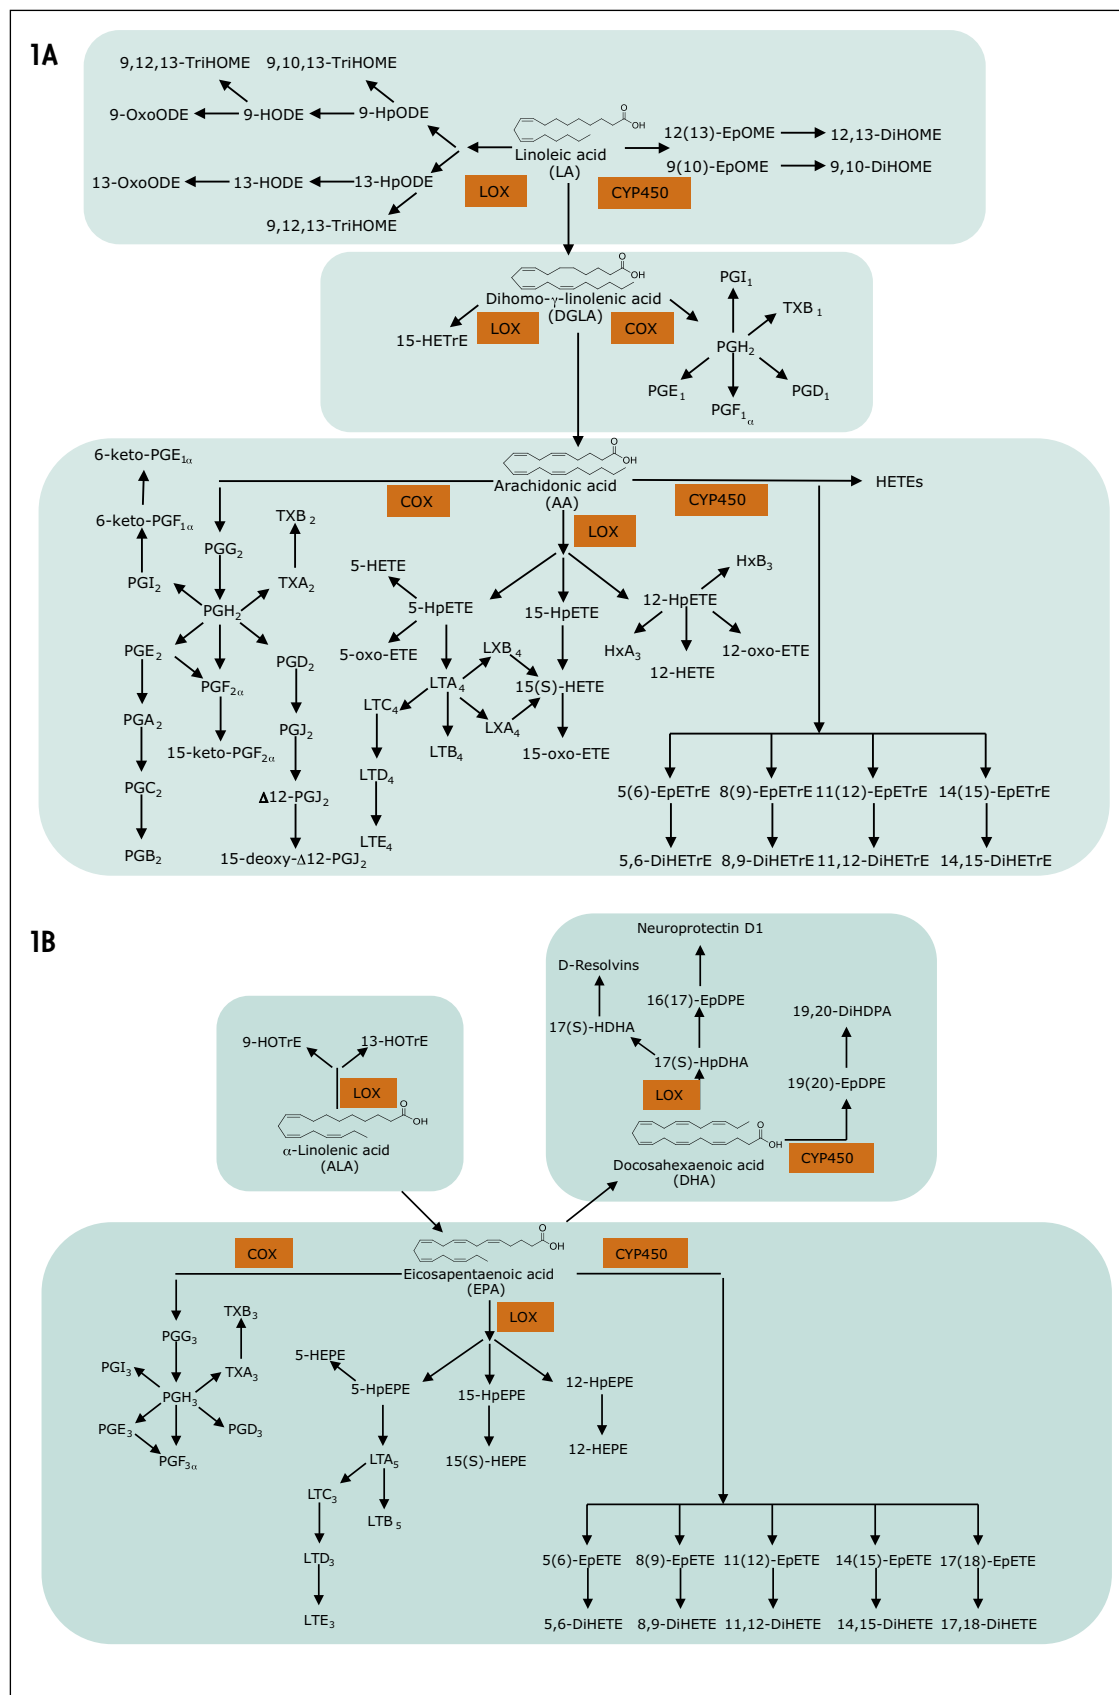 1A
9,12,13-TriHOME 9,10,13-TriHOME
9-OxoODE 9-HODE 9-HpODE
O
OH
Linoleic acid
(LA)
12(13)-EpOME 12,13-DiHOME
9(10)-EpOME 9,10-DiHOME
13-OxoODE 13-HODE 13-HpODE
LOX CYP450
9,12,13-TriHOME
O
OH
Dihomo-γ-linolenic acid
(DGLA)
LOX COX
15-HETrE
PGI1
TXB1
PGH2
PGE1 PGD1
PGF1α
O
OH
Arachidonic acid
(AA)
COX CYP450
HETEs
LOX
6-keto-PGE1α
6-keto-PGF1α
TXB2
PGG2
PGI2 TXA2
PGH2
PGE2 PGD2
PGF2α
PGA2 PGJ2
15-keto-PGF2α
PGC2 Δ12-PGJ2
PGB2 15-deoxy-Δ12-PGJ2
5-HETE
5-HpETE 15-HpETE 12-HpETE
HxB3
5-oxo-ETE
LXB4
HxA3 12-oxo-ETE
12-HETE
LTA4 15(S)-HETE
LTC4 LXA4
LTB4 15-oxo-ETE
LTD4
LTE4
5(6)-EpETrE 8(9)-EpETrE 11(12)-EpETrE 14(15)-EpETrE
5,6-DiHETrE 8,9-DiHETrE 11,12-DiHETrE 14,15-DiHETrE
1B
Neuroprotectin D1
D-Resolvins
16(17)-EpDPE
17(S)-HDHA
19,20-DiHDPA
17(S)-HpDHA
19(20)-EpDPE
LOX
O
OH
Docosahexaenoic acid
(DHA)
CYP450
9-HOTrE 13-HOTrE
LOX
O
OH
α-Linolenic acid
(ALA)
O
OH
Eicosapentaenoic acid
(EPA)
COX CYP450
LOX
TXB3
PGG3
PGI3 TXA3
PGH3
PGE3 PGD3
PGF3α
5-HEPE
5-HpEPE 15-HpEPE 12-HpEPE
12-HEPE
LTA5 15(S)-HEPE
LTC3
LTB5
LTD3
LTE3
5(6)-EpETE 8(9)-EpETE 11(12)-EpETE 14(15)-EpETE 17(18)-EpETE
5,6-DiHETE 8,9-DiHETE 11,12-DiHETE 14,15-DiHETE 17,18-DiHETE